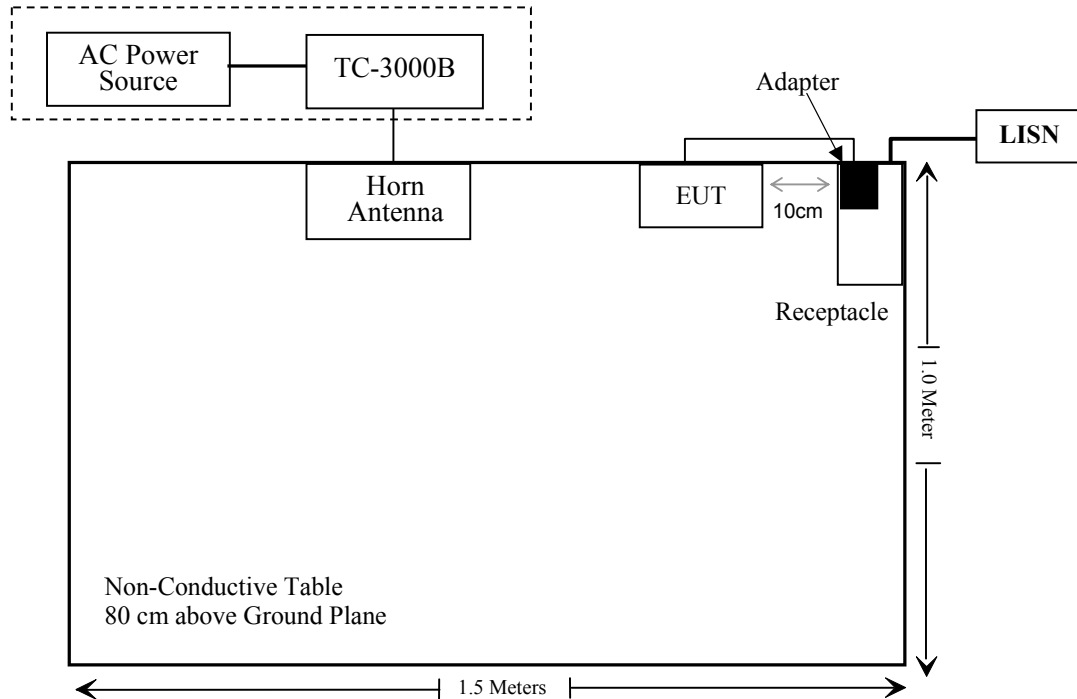 AC Power
Source
TC-3000B
Adapter
LISN
Horn
Antenna
EUT
10cm
Receptacle
1.0 Meter
Non-Conductive Table
80 cm above Ground Plane
1.5 Meters